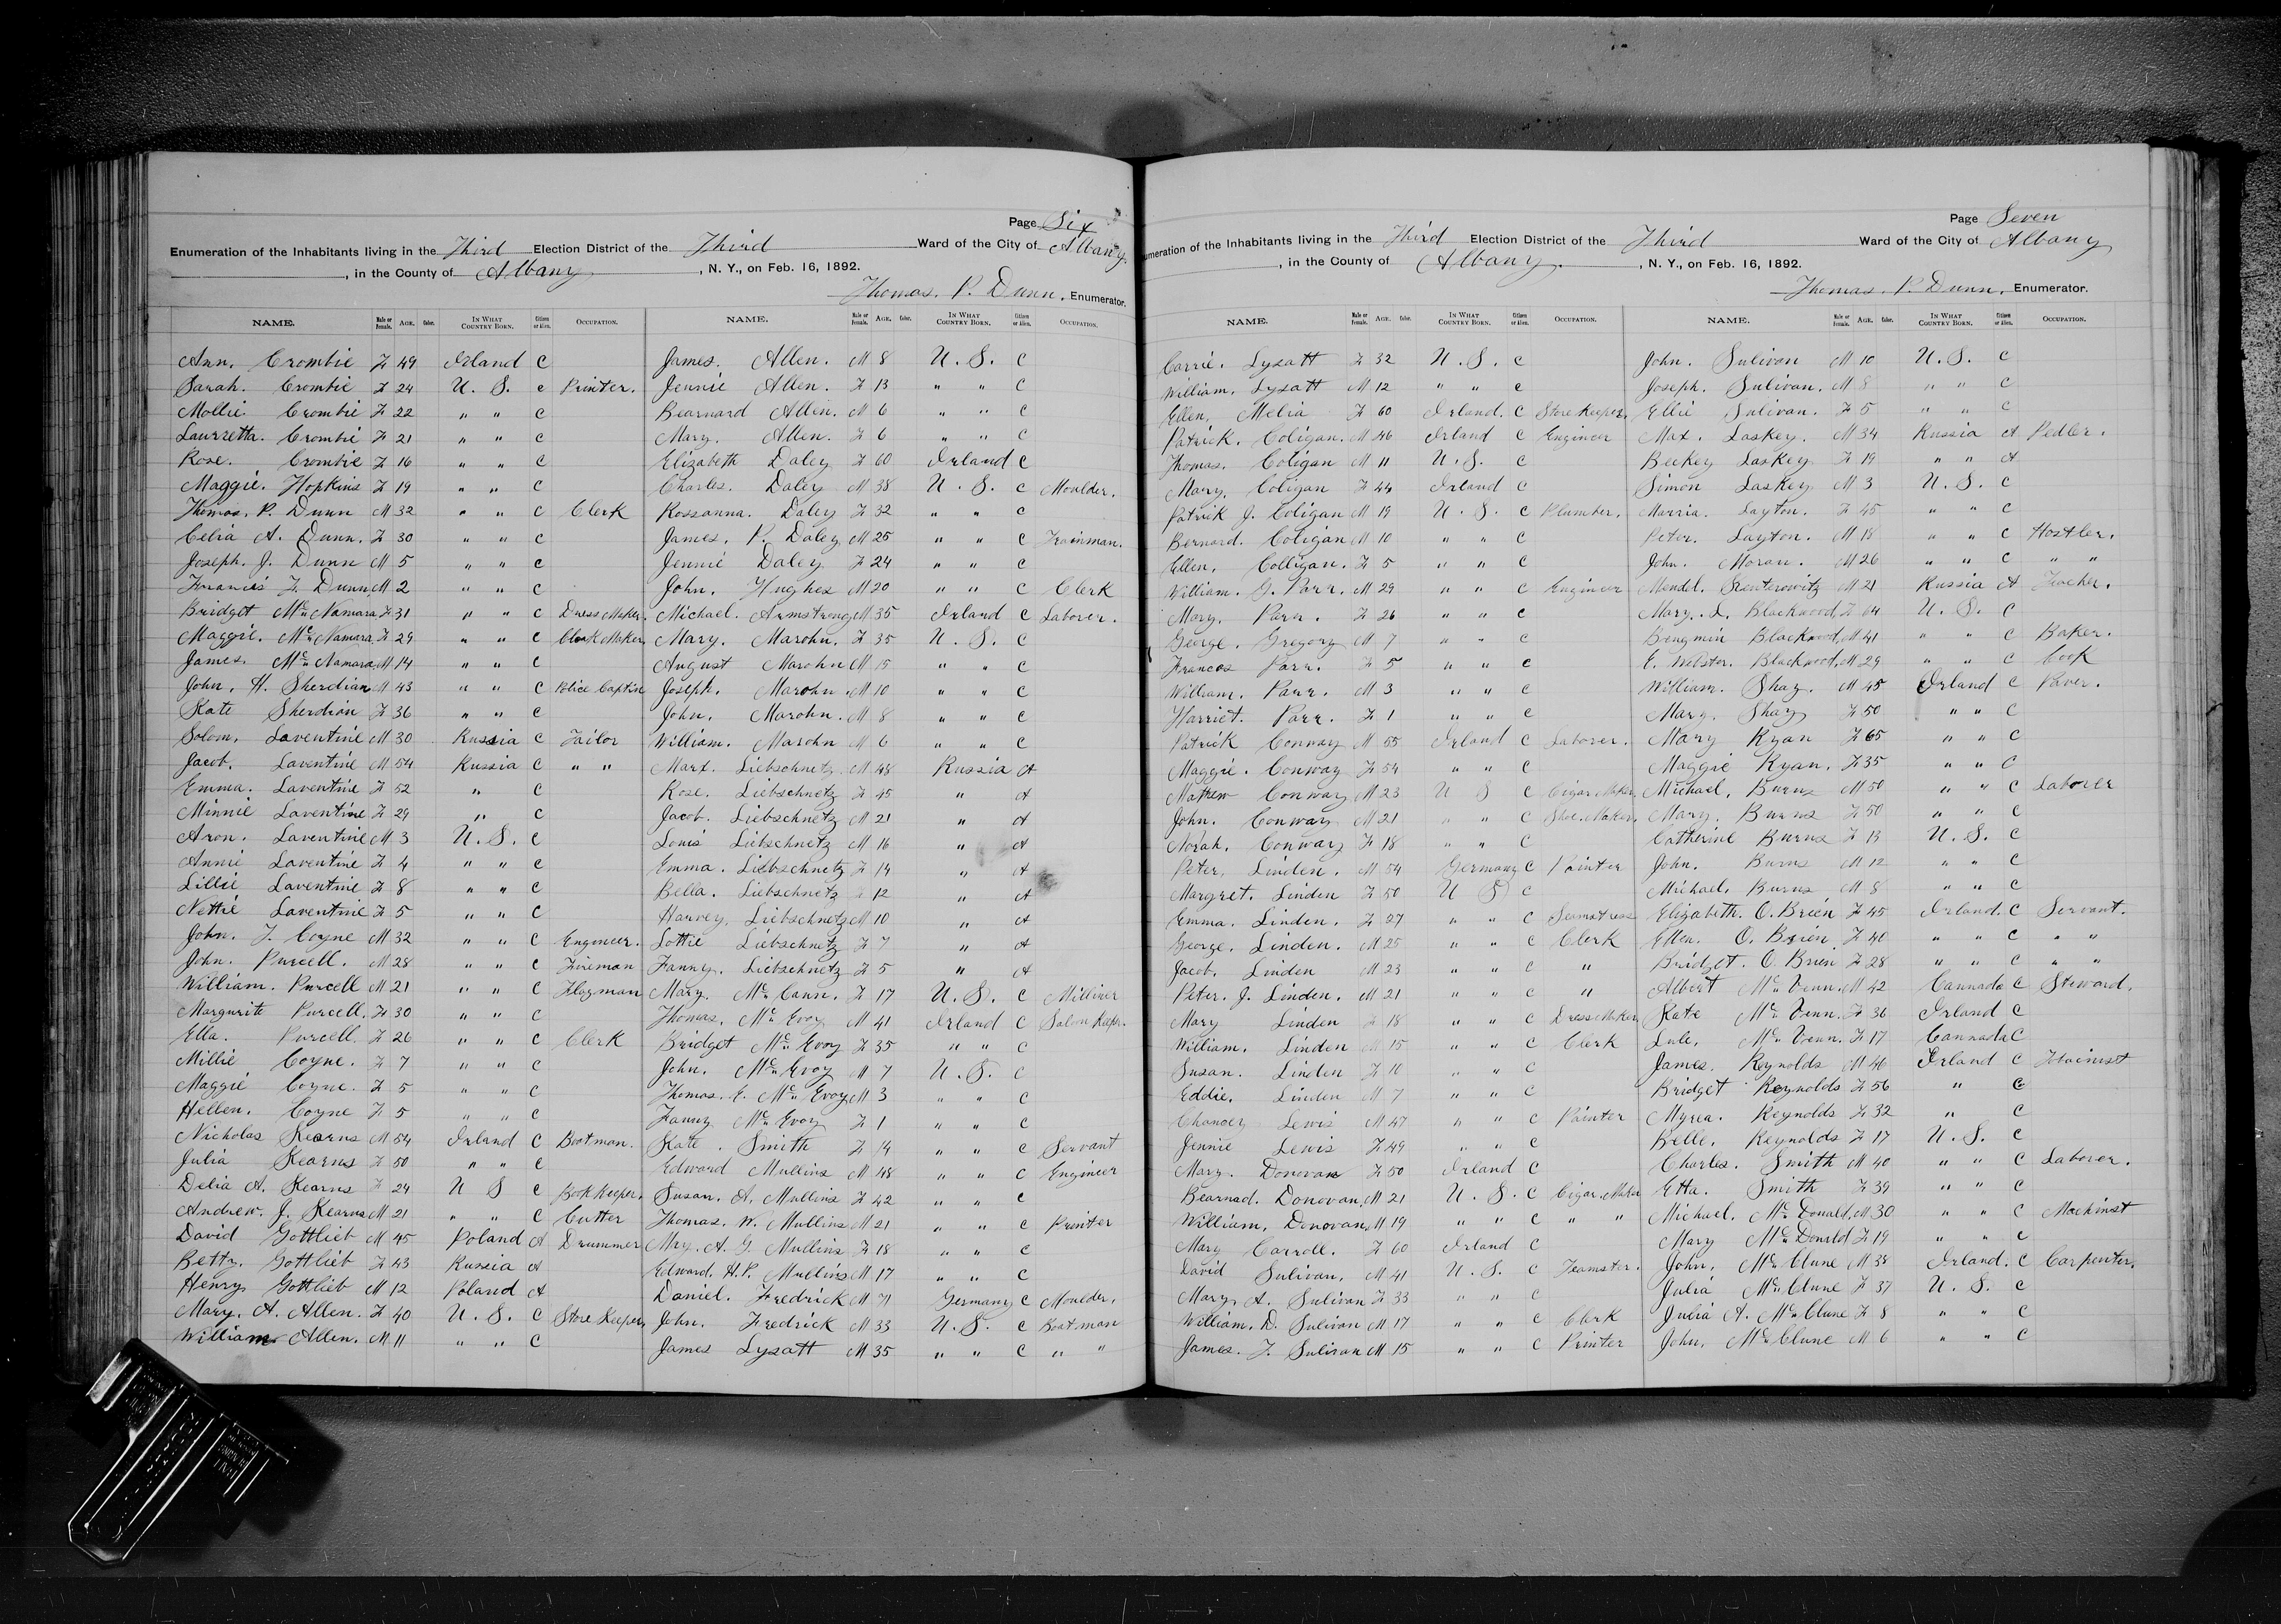 Page Six
Enumeration of the Inhabitants living in the Third Election District of the Third Ward of the City of Albany.
, in the County of Albany , N. Y., on Feb. 16, 1892.
Thomas. P. Dunn, Enumerator.
NAME. Male or female. AGE. Color. IN WHAT COUNTRY BORN. Citizen or Alien. OCCUPATION.
Ann. Crombie F 49 Irland C
Sarah. Crombie F 24 U. S. C Printer.
Mollie. Crombie F 22 " " C
Laurretta. Crombie F 21 " " C
Rose. Crombie F 16 " " C
Maggie. Hopkins F 19 " " C
Thomas. P. Dunn M 32 " " C Clerk
Celia A. Dunn. F 30 " " C
Joseph. J. Dunn M 5 " " C
Francis F. Dunn. M 2 " " C
Bridget McNamara F 31 " " C Dress Maker.
Maggie. McNamara. F 29 " " C Cloak Maker
James. McNamara. M 14 " " C
John. H. Sherdian M 43 " " C Police Captin
Kate Sherdian F 36 " " C
Solom. Laventine M 30 Russia C Tailor
Jacob. Laventine M 54 Russia C " "
Emma. Laventine F 52 " C
Minnie Laventine F 29 " C
Aron. Laventine M 3 U. S. C
Annie Laventine F 4 " " C
Lillie Laventine F 8 " " C
Nettie Laventine F 5 " " C
John. J. Coyne M 32 " " C Engineer.
John. Purcell. M 28 " " C Fireman
William. Purcell M 21 " " C Flagman
Margurite Purcell. F 30 " " C
Ella. Purcell. F 26 " " C Clerk
Millie Coyne. F 7 " " C
Maggie Coyne. F 5 " " C
Hellen. Coyne F 5 " " C
Nicholas Kearns M 54 Irland C Bootman.
Julia Kearns F 50 " " C
Delia A. Kearns F 24 U S C Book Keeper.
Andrew. J. Kearns M 21 " " C Cutter
David Gottlieb M 45 Poland A Drummer
Betty. Gottlieb F 43 Russia A
Henry. Gottlieb M 12 Poland A
Mary. A. Allen. F 40 U. S. C Store Keeper
William Allen. M 11 " " C
NAME. Male or female. AGE. Color. IN WHAT COUNTRY BORN. Citizen or Alien. OCCUPATION.
James. Allen. M 8 U. S. C
Jennie Allen. F 13 " " C
Bearnard Allen. M 6 " " C
Mary. Allen. F 6 " " C
Elizabeth Daley F 60 Irland C
Charles. Daley M 38 U. S. C Moulder.
Rossanna. Daley F 32 " " C
James. P. Daley M 25 " " C Trainman.
Jennie Daley F 24 " " C
John. Hughes M 20 " " C Clerk
Michael. Armstrong M 35 Irland C Laborer.
Mary. Marohn. F 35 U. S. C
August Marohn M 15 " " C
Joseph. Marohn. M 10 " " C
John. Marohn. M 8 " " C
William. Marohn M 6 " " C
Marx. Liebschnetz M 48 Russia A
Rose. Liebschnetz F 45 " A
Jacob. Liebschnetz M 21 " A
Louis Liebschnetz M 16 " A
Emma. Liebschnetz F 14 " A
Bella. Liebschnetz 12 " A
Harvey. Liebschnetz M 10 " A
Lottie Liebschnetz F 7 " A
Fanny. Liebschnetz F 5 " A
Mary. McCann. F 17 U. S. C Milliner
Thomas. McEvoy M 41 Irland C Salon Keepr.
Bridget McEvoy F 35 " " C
John. McEvoy M 7 U. S. C
Thomas. E. McEvoy M 3 " " C
Fanny McEvoy F 1 " " C
Kate. Smith F 14 " " C Servant
Edward Mullins M 48 " " C Engineer
Susan. A. Mullins F 42 " " C
Thomas. W. Mullins M 21 " " C Printer
May. A. G. Mullins F 18 " " C
Edward. H. P. Mullins M 17 " " C
Daniel. Fredrick M 71 Germany C Moulder.
John. Fredrick M 33 U. S. C Boatman
James Lysatt M 35 " " C " "
Page Seven
umeration of the Inhabitants living in the Third Election District of the Third Ward of the City of Albany
, in the County of Albany. , N. Y., on Feb. 16, 1892.
Thomas. P. Dunn, Enumerator.
NAME. Male or female. AGE. Color. IN WHAT COUNTRY BORN. Citizen or Alien. OCCUPATION.
Carrie. Lysatt F 32 U. S. C
William. Lysatt M 12 " " C
Ellen. Melia F 60 Irland. C Store Keeper.
Patrick. Coligan. M 46 Irland C Engineer
Thomas. Coligan M 11 U. S. C
Mary. Coligan F 44 Irland C
Patrick J. Coligan M 19 U. S. C Plumber.
Bernard. Coligan M 10 " " C
Ellen. Colligan. F 5 " " C
William. G. Parr. M 29 " " C Engineer
Mary. Parr. F 26 " " C
George. Gregory M 7 " " C
Frances Parr. F 5 " " C
William. Parr. M 3 " " C
Harriet. Parr. F 1 " " C
Patrick Conway M 55 Irland C Laborer.
Maggie. Conway F 54 " " C
Mathew Conway M 23 U S C Cigar. Maker
John. Conway M 21 " " C Shoe. Maker.
Norah. Conway F 18 " " C
Peter. Linden. M 54 Germany C Painter
Margret. Linden F 50 U S C
Emma. Linden. F 27 " " C Seamstress
George. Linden. M 25 " " C Clerk
Jacob. Linden M 23 " " C "
Peter. J. Linden. M 21 " " C "
Mary Linden F 18 " " C Dress Maker
William. Linden M 15 " " C Clerk
Susan. Linden F 10 " " C
Eddie. Linden M 7 " " C
Chancey Lewis M 47 " " C Painter
Jennie Lewis F 49 " " C
Mary. Donovan F 50 Irland C
Bearnad. Donovan. M 21 U. S. C Cigar. Maker
William. Donovan. M 19 " " C " "
Mary Carroll. F 60 Irland C
David Sulivan. M 41 U. S. C Teamster.
Mary. A. Sulivan F 33 " " C
William. D. Sulivan M 17 " " C Clerk
James. F. Sulivan M 15 " " C Printer
NAME. Male or female. AGE. Color. IN WHAT COUNTRY BORN. Citizen or Alien. OCCUPATION.
John. Sulivan M 10 U. S. C
Joseph. Sulivan. M 8 " " C
Ellie Sulivan. F 5 " " C
Max. Laskey. M 34 Russia A Pedler.
Beckey Laskey F 19 " " A
Simon Laskey M 3 U. S. C
Morria. Layton. F 45 " " C
Peter. Layton. M 18 " " C Hostler.
John. Moran. M 26 " " C " "
Mendel. M 21 Russia A Teacher.
Mary. L. Blackwood. F 64 U. S. C
Bengmin Blackwood. M 41 " " C Baker.
E. Webster. Blackwood. M 29 " " C Cook
William. Shay. M 45 Irland C Paver.
Mary. Shay F 50 " " C
Mary Ryan F 65 " " C
Maggie Ryan. F 35 " " C
Michael. Burns M 50 " " C Laborer
Mary. Burns F 50 " " C
Catherine Burns F 13 U. S. C
John. Burns M 12 " " C
Michael. Burns M 8 " " C
Elizabeth. O. Brien F 45 Irland. C Servant.
Ellen. O. Brien. F 40 " " C " "
Bridget. O. Brien F 28 " " C " "
Albert McVenn. M 42 Cannada C Steward.
Kate McVenn. F 36 Irland C
Lule. McVenn. F 17 Cannada C
James. Reynolds M 46 Irland C
Bridget Reynolds F 56 " C
Myrea. Reynolds F 32 " C
Belle. Reynolds F 17 U. S. C
Charles. Smith M 40 " " C Laborer.
Etta. Smith F 39 " " C
Michael. McDonald. M 30 " " C Machinst
Mary McDonald F 19 " " C
John. McClune M 38 Irland. C Carpenter.
Julia McClune F 37 U. S. C
Julia A. McClune F 8 " " C
John. McClune M 6 " " C